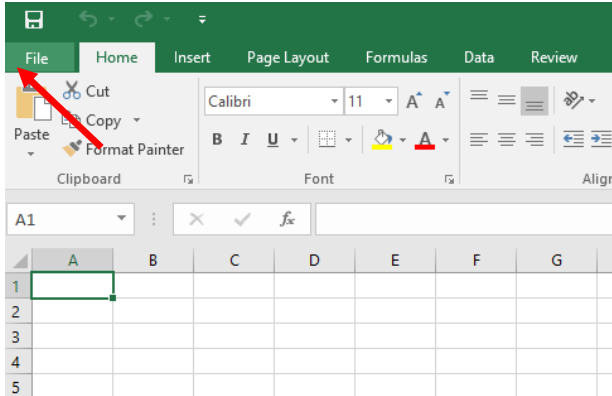 File Home Insert Page Layout Formulas Data Review
Cut
Calibri 11 A A
Copy
Paste
B I U A
Format Painter
Clipboard Font
A1 fx
A B C D E F G
1
2
3
4
5